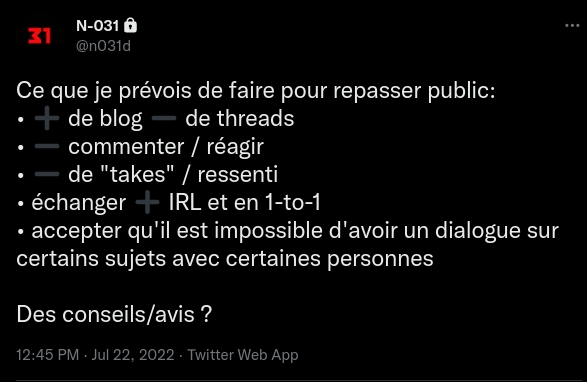 31
N-031 🔒
@n031d
Ce que je prévois de faire pour repasser public:
• ➕ de blog ➖ de threads
• ➖ commenter / réagir
• ➖ de "takes" / ressenti
• échanger ➕ IRL et en 1-to-1
• accepter qu'il est impossible d'avoir un dialogue sur
certains sujets avec certaines personnes
Des conseils/avis ?
12:45 PM · Jul 22, 2022 · Twitter Web App